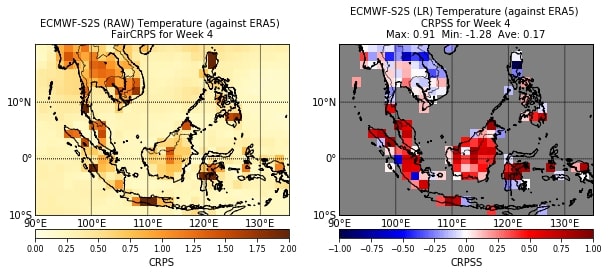 ECMWF-S2S (RAW) Temperature (against ERA5)
FairCRPS for Week 4
10°N
0°
10°S
90°E 100°E 110°E 120°E 130°E
0.00 0.25 0.50 0.75 1.00 1.25 1.50 1.75 2.00
CRPS
ECMWF-S2S (LR) Temperature (against ERA5)
CRPSS for Week 4
Max: 0.91 Min: -1.28 Ave: 0.17
10°N
0°
10°S
90°E 100°E 110°E 120°E 130°E
−1.00 −0.75 −0.50 −0.25 0.00 0.25 0.50 0.75 1.00
CRPSS